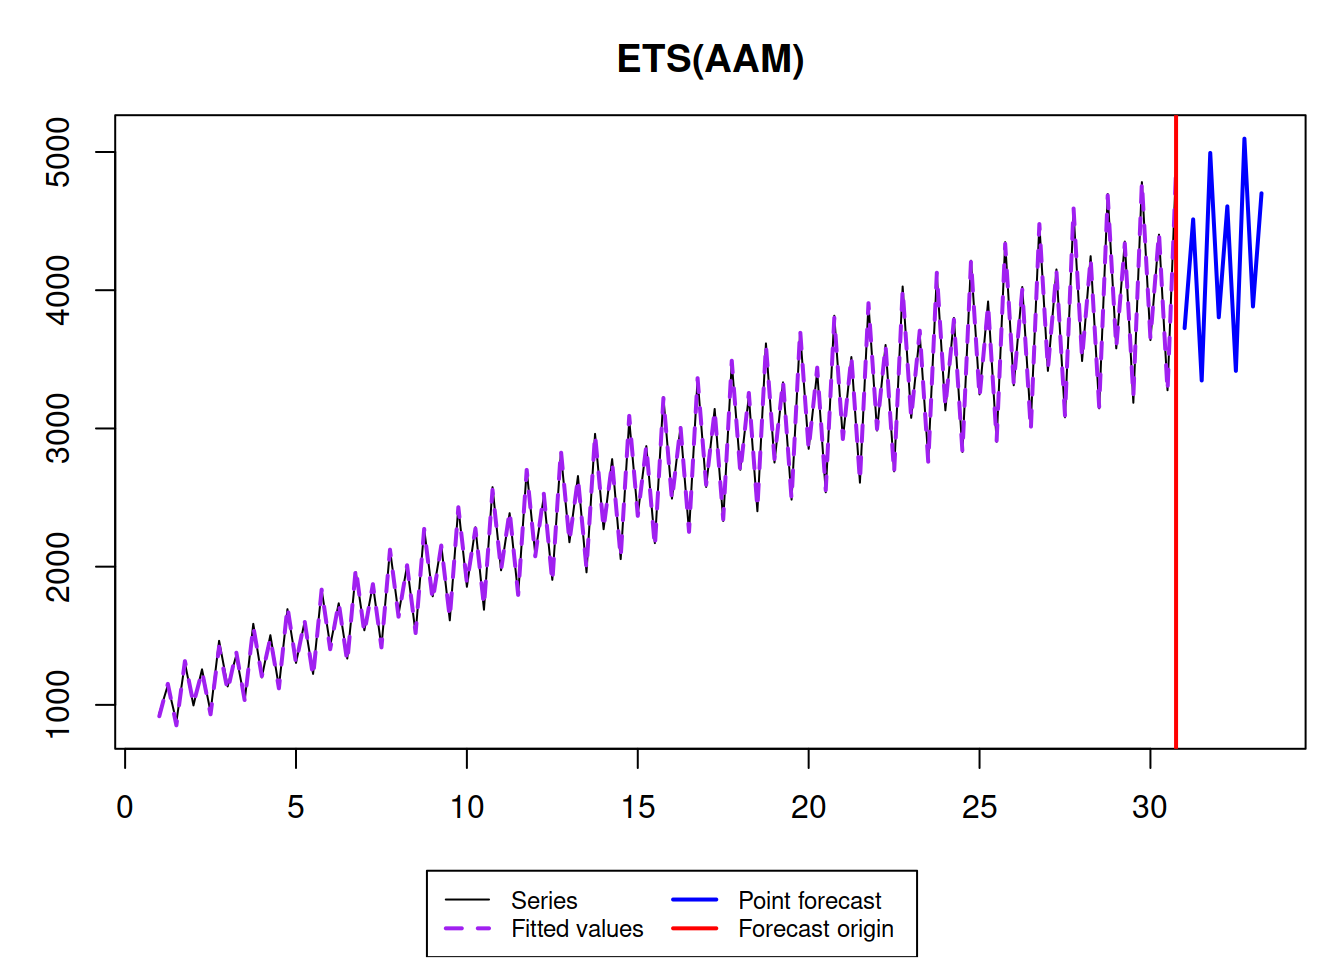 ETS(AAM)
5000
4000
3000
2000
1000
0 5 10 15 20 25 30
Series
Fitted values
Point forecast
Forecast origin